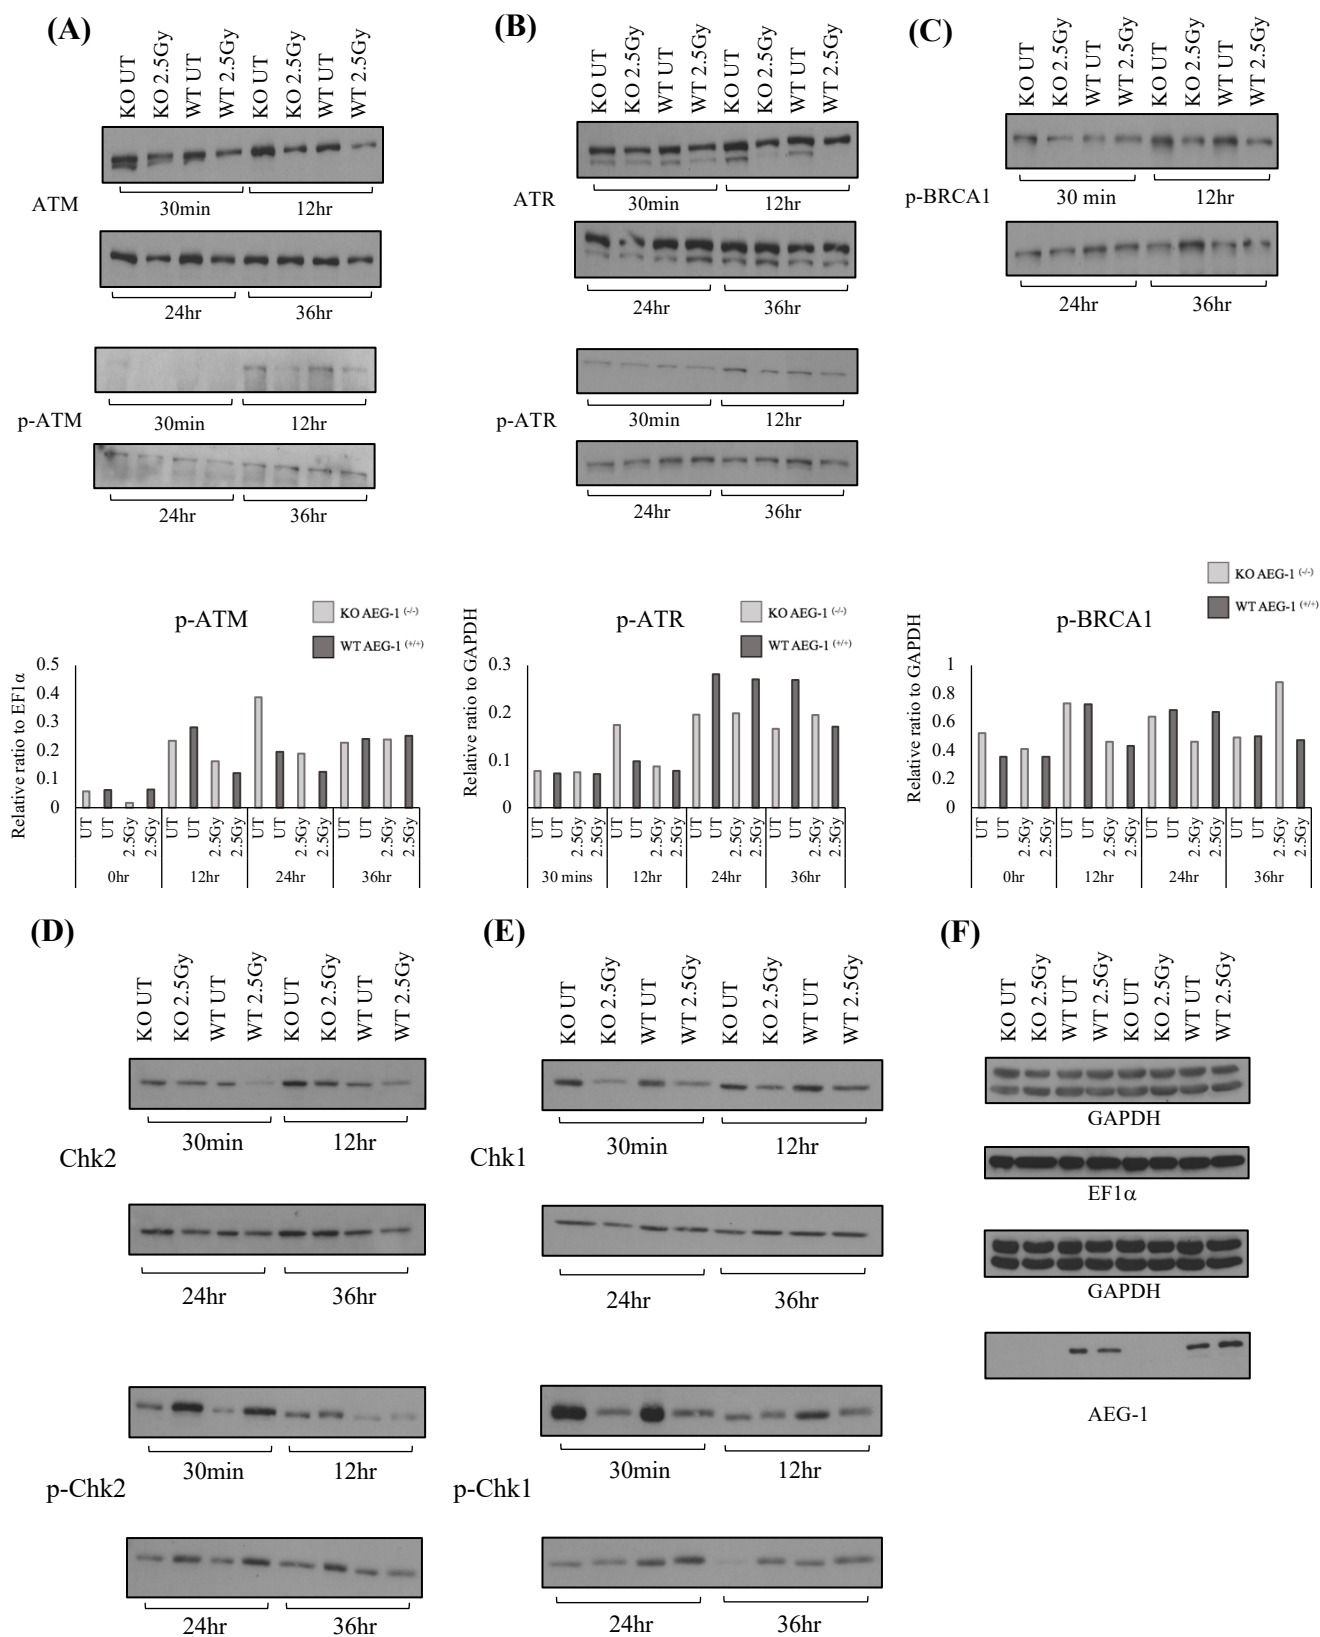 (A)
KO UT
KO 2.5Gy
WT UT
WT 2.5Gy
KO UT
KO 2.5Gy
WT UT
WT 2.5Gy
ATM
30min
12hr
24hr
36hr
p-ATM
30min
12hr
24hr
36hr
(B)
KO UT
KO 2.5Gy
WT UT
WT 2.5Gy
KO UT
KO 2.5Gy
WT UT
WT 2.5Gy
ATR
30min
12hr
24hr
36hr
p-ATR
30min
12hr
24hr
36hr
(C)
KO UT
KO 2.5Gy
WT UT
WT 2.5Gy
KO UT
KO 2.5Gy
WT UT
WT 2.5Gy
p-BRCA1
30 min
12hr
24hr
36hr
p-ATM
KO AEG-1 (-/-)
WT AEG-1 (+/+)
Relative ratio to EF1α
0.5
0.4
0.3
0.2
0.1
0
UT
UT
2.5Gy
2.5Gy
UT
UT
2.5Gy
2.5Gy
UT
UT
2.5Gy
2.5Gy
UT
UT
2.5Gy
2.5Gy
0hr
12hr
24hr
36hr
p-ATR
KO AEG-1 (-/-)
WT AEG-1 (+/+)
Relative ratio to GAPDH
0.3
0.2
0.1
0
UT
UT
2.5Gy
2.5Gy
UT
UT
2.5Gy
2.5Gy
UT
UT
2.5Gy
2.5Gy
UT
UT
2.5Gy
2.5Gy
30 mins
12hr
24hr
36hr
p-BRCA1
KO AEG-1 (-/-)
WT AEG-1 (+/+)
Relative ratio to GAPDH
1
0.8
0.6
0.4
0.2
0
UT
UT
2.5Gy
2.5Gy
UT
UT
2.5Gy
2.5Gy
UT
UT
2.5Gy
2.5Gy
UT
UT
2.5Gy
2.5Gy
0hr
12hr
24hr
36hr
(D)
KO UT
KO 2.5Gy
WT UT
WT 2.5Gy
KO UT
KO 2.5Gy
WT UT
WT 2.5Gy
30min
12hr
Chk2
24hr
36hr
30min
12hr
p-Chk2
24hr
36hr
(E)
KO UT
KO 2.5Gy
WT UT
WT 2.5Gy
KO UT
KO 2.5Gy
WT UT
WT 2.5Gy
30min
12hr
Chk1
24hr
36hr
30min
12hr
p-Chk1
24hr
36hr
(F)
KO UT
KO 2.5Gy
WT UT
WT 2.5Gy
KO UT
KO 2.5Gy
WT UT
WT 2.5Gy
GAPDH
EF1α
GAPDH
AEG-1